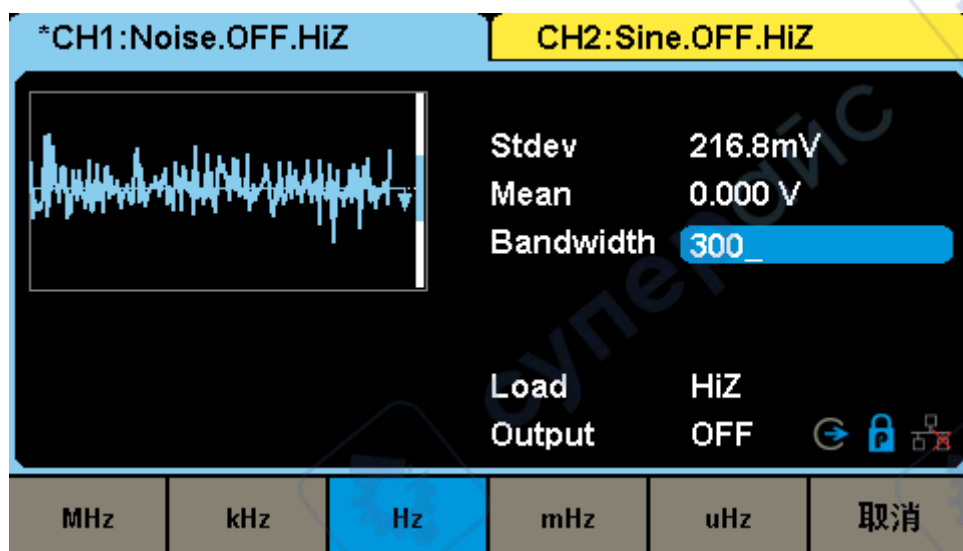 *CH1:Noise.OFF.HiZ
CH2:Sine.OFF.HiZ
Stdev 216.8mV
Mean 0.000 V
Bandwidth 300_
Load HiZ
Output OFF
MHz kHz Hz mHz uHz 取消
суперайс